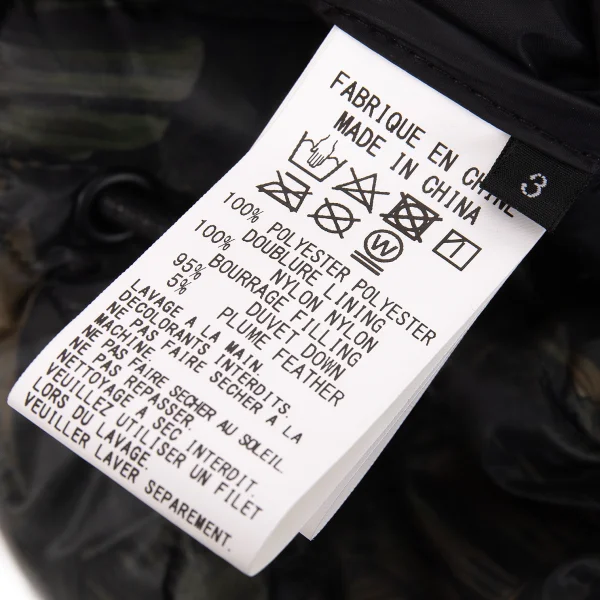 FABRIQUE EN CHINE
MADE IN CHINA
3
W
100% POLYESTER POLYESTER
DOUBLURE LINING
100% NYLON NYLON
BOURRAGE FILLING
95% DUVET DOWN
5% PLUME FEATHER
LAVAGE A LA MAIN.
DECOLORANTS INTERDITS.
NE PAS FAIRE SECHER A LA
MACHINE.
NE PAS FAIRE SECHER AU SOLEIL
NE PAS REPASSER.
NETTOYAGE A SEC INTERDIT.
VEUILLEZ UTILISER UN FILET
LORS DU LAVAGE.
VEUILLER LAVER SEPAREMENT.